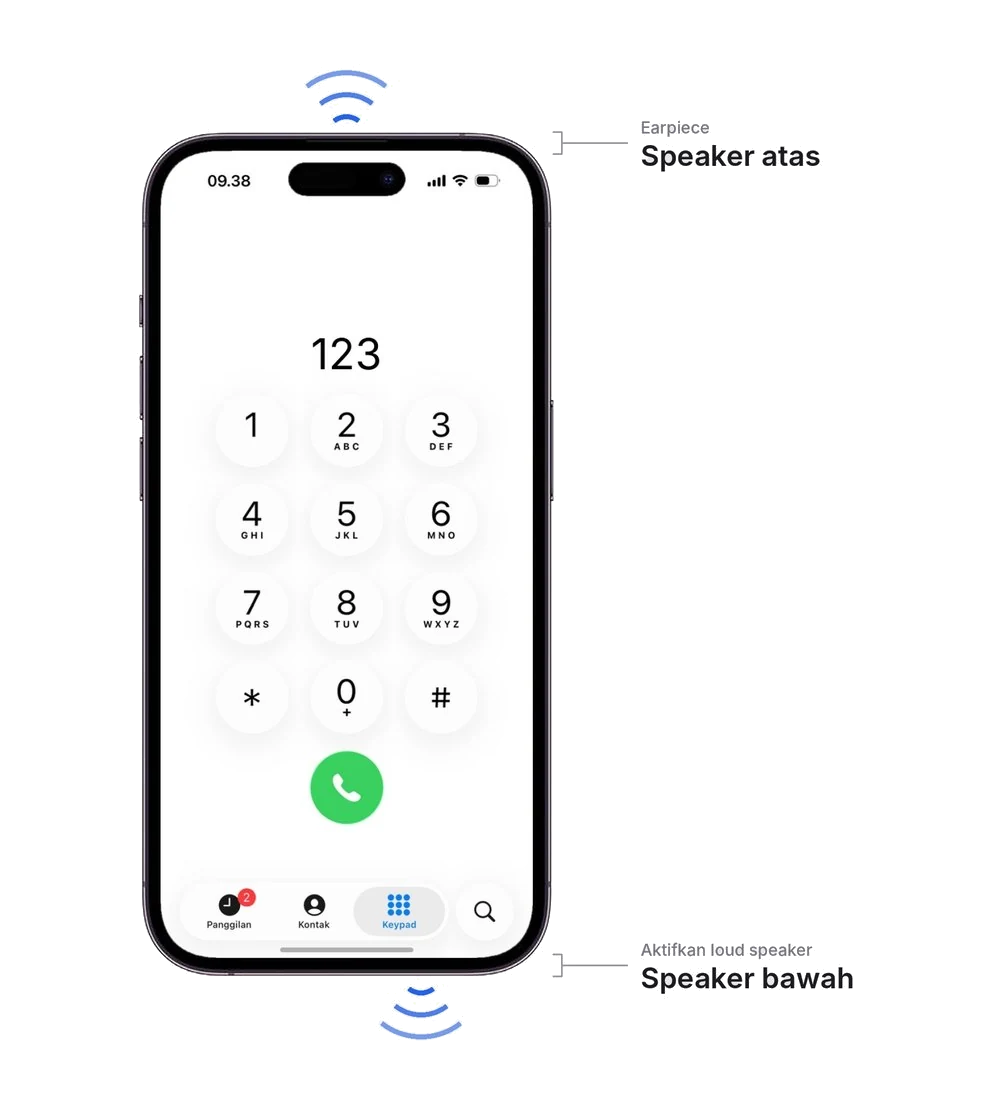 Earpiece
Speaker atas
09.38
123
1
2
ABC
3
DEF
4
GHI
5
JKL
6
MNO
7
PQRS
8
TUV
9
WXYZ
*
0
+
#
2
Panggilan
Kontak
Keypad
Aktifkan loud speaker
Speaker bawah